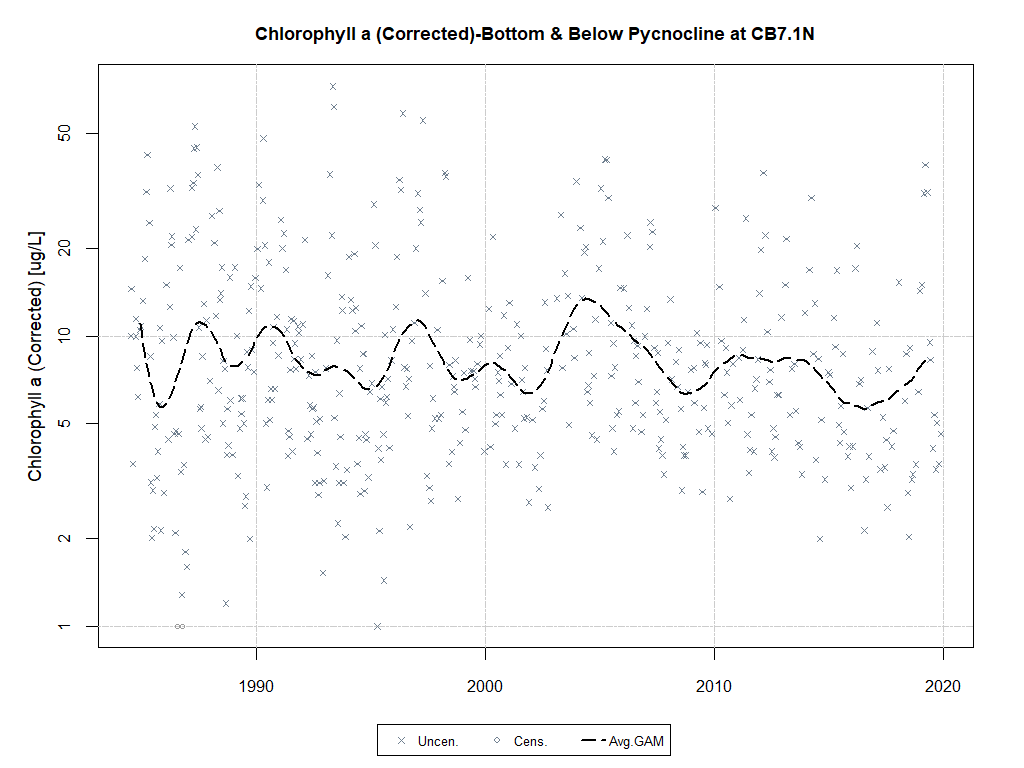 Chlorophyll a (Corrected)-Bottom & Below Pycnocline at CB7.1N
Chlorophyll a (Corrected) [ug/L]
50
20
10
5
2
1
1990
2000
2010
2020
Uncen.
Cens.
Avg.GAM